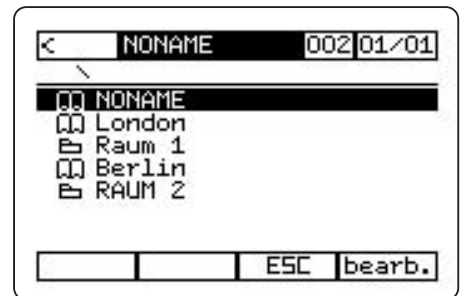 < NONAME 002 01/01
\
NONAME
London
Raum 1
Berlin
RAUM 2
ESC bearb.